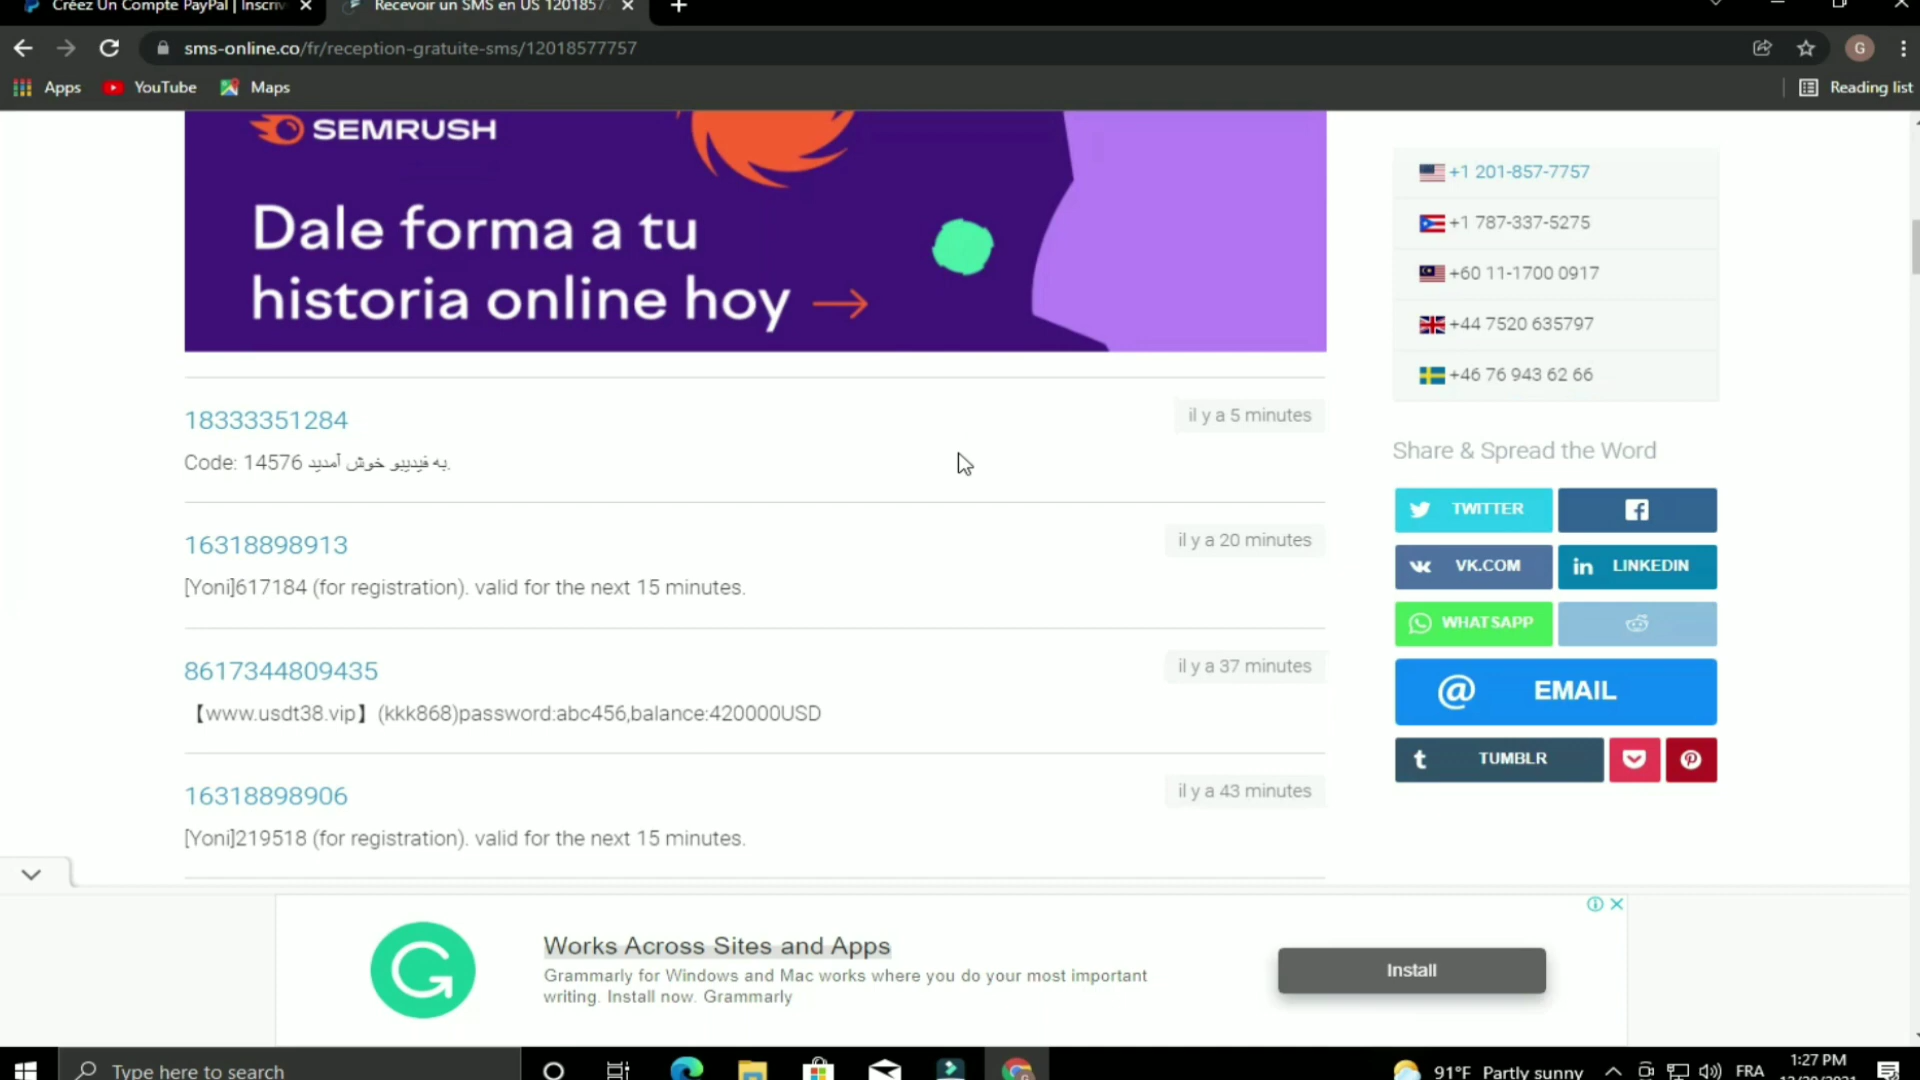 Créez Un Compte PayPal | Inscriv
Recevoir un SMS en US 1201857
sms-online.co/fr/reception-gratuite-sms/12018577757
G
Apps
YouTube
Maps
Reading list
SEMRUSH
Dale forma a tu
historia online hoy →
+1 201-857-7757
+1 787-337-5275
+60 11-1700 0917
+44 7520 635797
+46 76 943 62 66
18333351284
il y a 5 minutes
Code: 14576 به فیدیبو خوش آمدید.
16318898913
il y a 20 minutes
[Yoni]617184 (for registration). valid for the next 15 minutes.
8617344809435
il y a 37 minutes
【www.usdt38.vip】(kkk868)password:abc456,balance:420000USD
16318898906
il y a 43 minutes
[Yoni]219518 (for registration). valid for the next 15 minutes.
Share & Spread the Word
TWITTER
VK.COM
LINKEDIN
WHATSAPP
@ EMAIL
TUMBLR
Works Across Sites and Apps
Grammarly for Windows and Mac works where you do your most important
writing. Install now. Grammarly
Install
Type here to search
91°F Partly sunny
FRA
1:27 PM